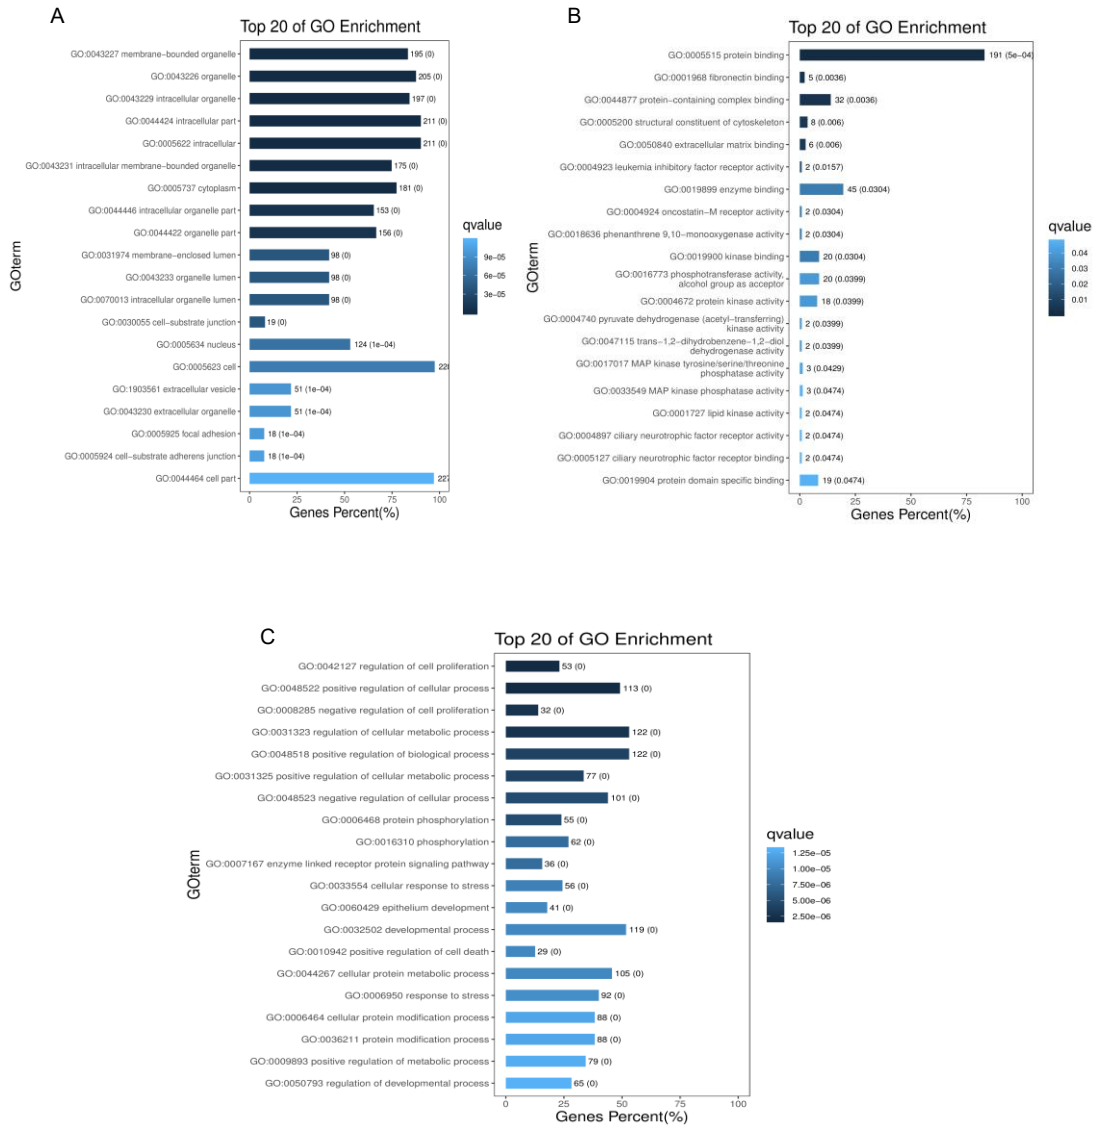 A
Top 20 of GO Enrichment
GOterm
GO:0043227 membrane−bounded organelle 195 (0)
GO:0043226 organelle 205 (0)
GO:0043229 intracellular organelle 197 (0)
GO:0044424 intracellular part 211 (0)
GO:0005622 intracellular 211 (0)
GO:0043231 intracellular membrane−bounded organelle 175 (0)
GO:0005737 cytoplasm 181 (0)
GO:0044446 intracellular organelle part 153 (0)
GO:0044422 organelle part 156 (0)
GO:0031974 membrane−enclosed lumen 98 (0)
GO:0043233 organelle lumen 98 (0)
GO:0070013 intracellular organelle lumen 98 (0)
GO:0030055 cell−substrate junction 19 (0)
GO:0005634 nucleus 124 (1e−04)
GO:0005623 cell 228
GO:1903561 extracellular vesicle 51 (1e−04)
GO:0043230 extracellular organelle 51 (1e−04)
GO:0005925 focal adhesion 18 (1e−04)
GO:0005924 cell−substrate adherens junction 18 (1e−04)
GO:0044464 cell part 227
0 25 50 75 100
Genes Percent(%)
qvalue
9e−05
6e−05
3e−05
B
Top 20 of GO Enrichment
GOterm
GO:0005515 protein binding 191 (5e−04)
GO:0001968 fibronectin binding 5 (0.0036)
GO:0044877 protein−containing complex binding 32 (0.0036)
GO:0005200 structural constituent of cytoskeleton 8 (0.006)
GO:0050840 extracellular matrix binding 6 (0.006)
GO:0004923 leukemia inhibitory factor receptor activity 2 (0.0157)
GO:0019899 enzyme binding 45 (0.0304)
GO:0004924 oncostatin−M receptor activity 2 (0.0304)
GO:0018636 phenanthrene 9,10−monooxygenase activity 2 (0.0304)
GO:0019900 kinase binding 20 (0.0304)
GO:0016773 phosphotransferase activity,
alcohol group as acceptor 20 (0.0399)
GO:0004672 protein kinase activity 18 (0.0399)
GO:0004740 pyruvate dehydrogenase (acetyl−transferring)
kinase activity 2 (0.0399)
GO:0047115 trans−1,2−dihydrobenzene−1,2−diol
dehydrogenase activity 2 (0.0399)
GO:0017017 MAP kinase tyrosine/serine/threonine
phosphatase activity 3 (0.0429)
GO:0033549 MAP kinase phosphatase activity 3 (0.0474)
GO:0001727 lipid kinase activity 2 (0.0474)
GO:0004897 ciliary neurotrophic factor receptor activity 2 (0.0474)
GO:0005127 ciliary neurotrophic factor receptor binding 2 (0.0474)
GO:0019904 protein domain specific binding 19 (0.0474)
0 25 50 75 100
Genes Percent(%)
qvalue
0.04
0.03
0.02
0.01
C
Top 20 of GO Enrichment
GOterm
GO:0042127 regulation of cell proliferation 53 (0)
GO:0048522 positive regulation of cellular process 113 (0)
GO:0008285 negative regulation of cell proliferation 32 (0)
GO:0031323 regulation of cellular metabolic process 122 (0)
GO:0048518 positive regulation of biological process 122 (0)
GO:0031325 positive regulation of cellular metabolic process 77 (0)
GO:0048523 negative regulation of cellular process 101 (0)
GO:0006468 protein phosphorylation 55 (0)
GO:0016310 phosphorylation 62 (0)
GO:0007167 enzyme linked receptor protein signaling pathway 36 (0)
GO:0033554 cellular response to stress 56 (0)
GO:0060429 epithelium development 41 (0)
GO:0032502 developmental process 119 (0)
GO:0010942 positive regulation of cell death 29 (0)
GO:0044267 cellular protein metabolic process 105 (0)
GO:0006950 response to stress 92 (0)
GO:0006464 cellular protein modification process 88 (0)
GO:0036211 protein modification process 88 (0)
GO:0009893 positive regulation of metabolic process 79 (0)
GO:0050793 regulation of developmental process 65 (0)
0 25 50 75 100
Genes Percent(%)
qvalue
1.25e−05
1.00e−05
7.50e−06
5.00e−06
2.50e−06